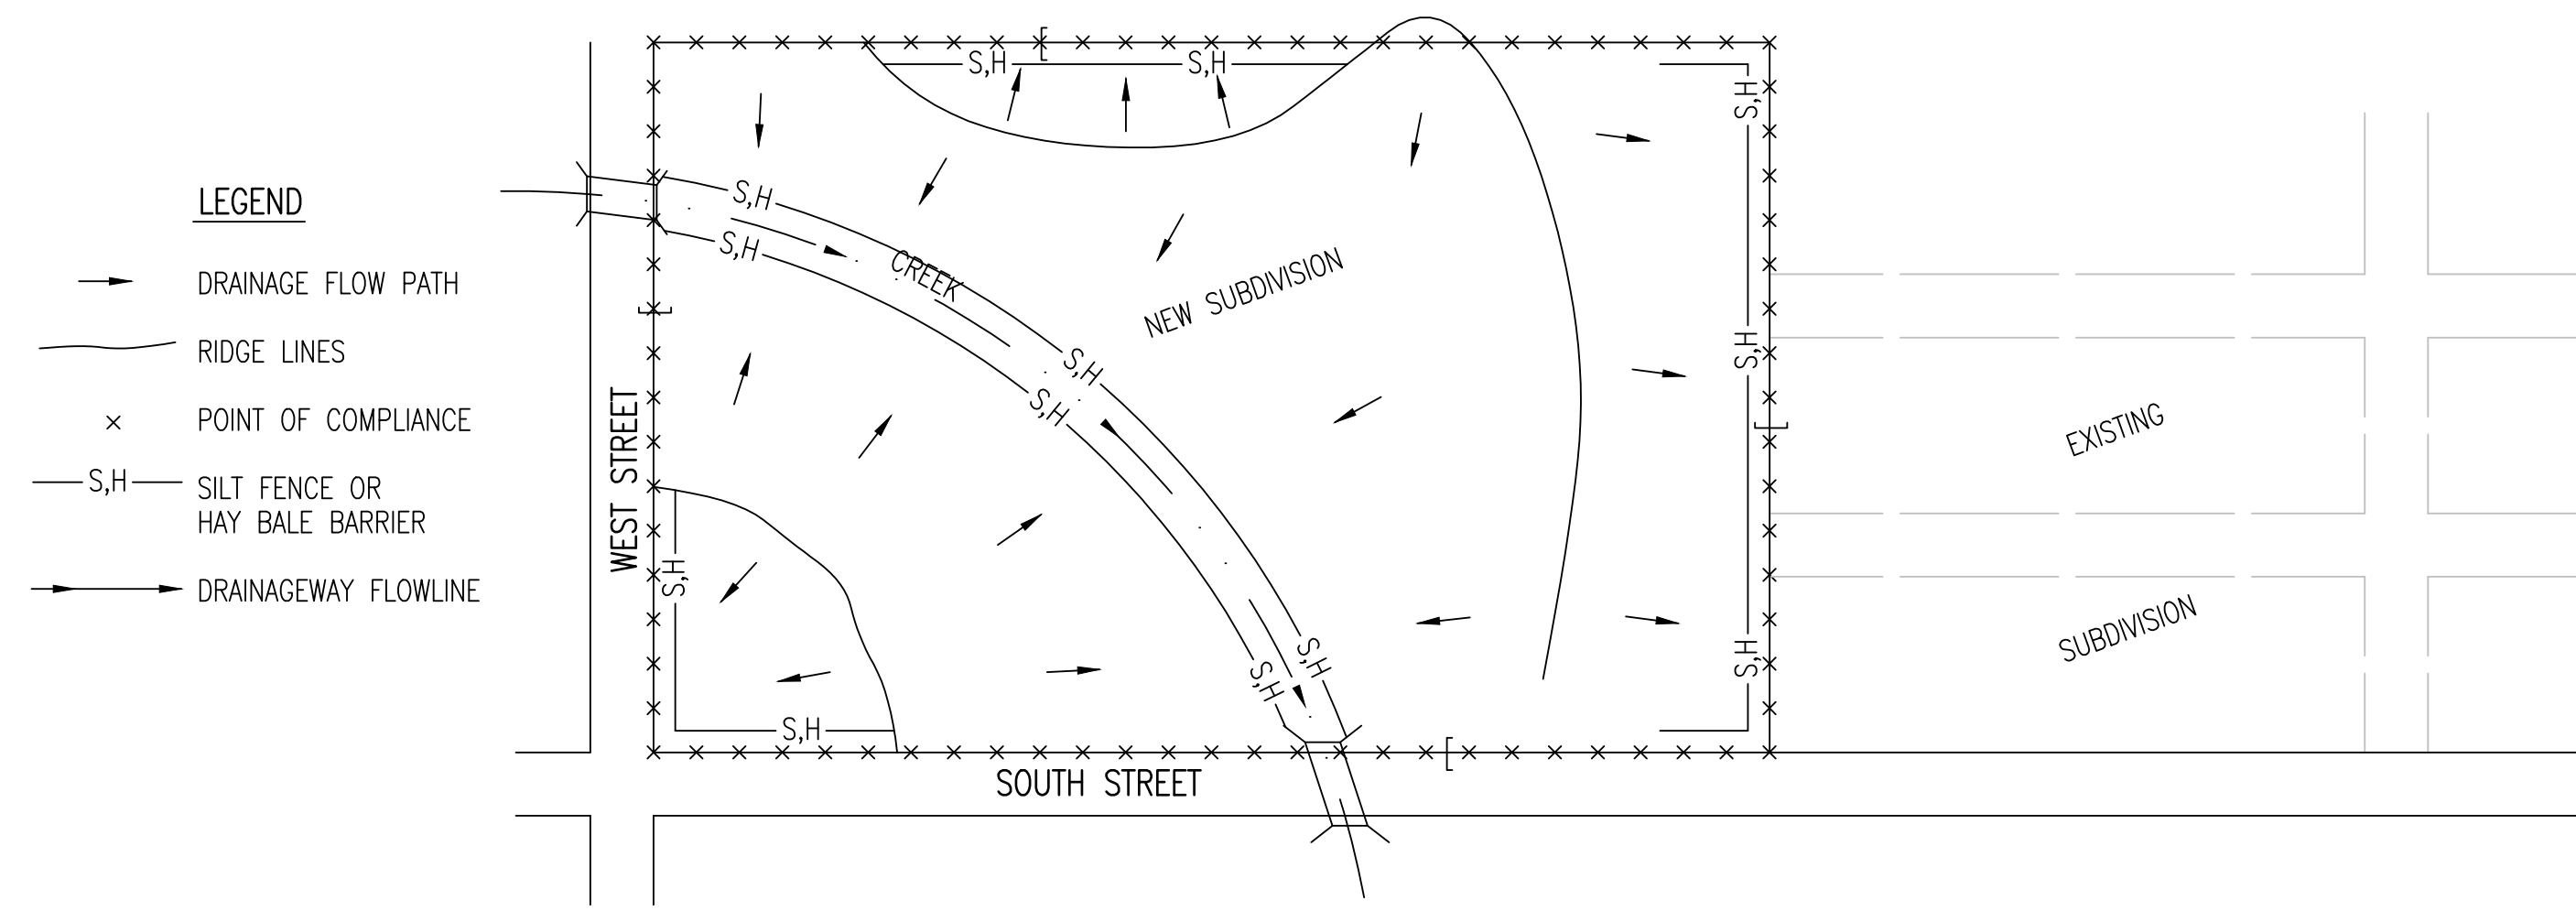 LEGEND
DRAINAGE FLOW PATH
RIDGE LINES
POINT OF COMPLIANCE
S,H
SILT FENCE OR
HAY BALE BARRIER
DRAINAGEWAY FLOWLINE
S,H
S,H
S,H
S,H
S,H
CREEK
NEW SUBDIVISION
S,H
S,H
S,H
WEST STREET
EXISTING
S,H
S,H
S,H
S,H
SUBDIVISION
S,H
SOUTH STREET